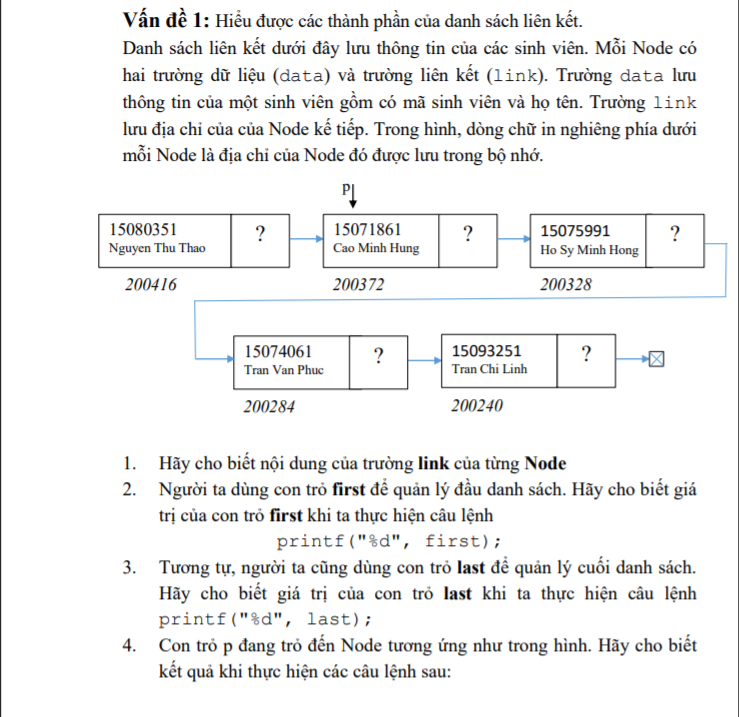 Vấn đề 1: Hiểu được các thành phần của danh sách liên kết.
Danh sách liên kết dưới đây lưu thông tin của các sinh viên. Mỗi Node có
hai trường dữ liệu (data) và trường liên kết (link). Trường data lưu
thông tin của một sinh viên gồm có mã sinh viên và họ tên. Trường link
lưu địa chỉ của của Node kế tiếp. Trong hình, dòng chữ in nghiêng phía dưới
mỗi Node là địa chỉ của Node đó được lưu trong bộ nhớ.
P
15080351 ? 15071861 ? 15075991 ?
Nguyen Thu Thao Cao Minh Hung Ho Sy Minh Hong
200416 200372 200328
15074061 ? 15093251 ?
Tran Van Phuc Tran Chi Linh
200284 200240
1. Hãy cho biết nội dung của trường link của từng Node
2. Người ta dùng con trỏ first để quản lý đầu danh sách. Hãy cho biết giá
trị của con trỏ first khi ta thực hiện câu lệnh
printf("%d", first);
3. Tương tự, người ta cũng dùng con trỏ last để quản lý cuối danh sách.
Hãy cho biết giá trị của con trỏ last khi ta thực hiện câu lệnh
printf("%d", last);
4. Con trỏ p đang trỏ đến Node tương ứng như trong hình. Hãy cho biết
kết quả khi thực hiện các câu lệnh sau: